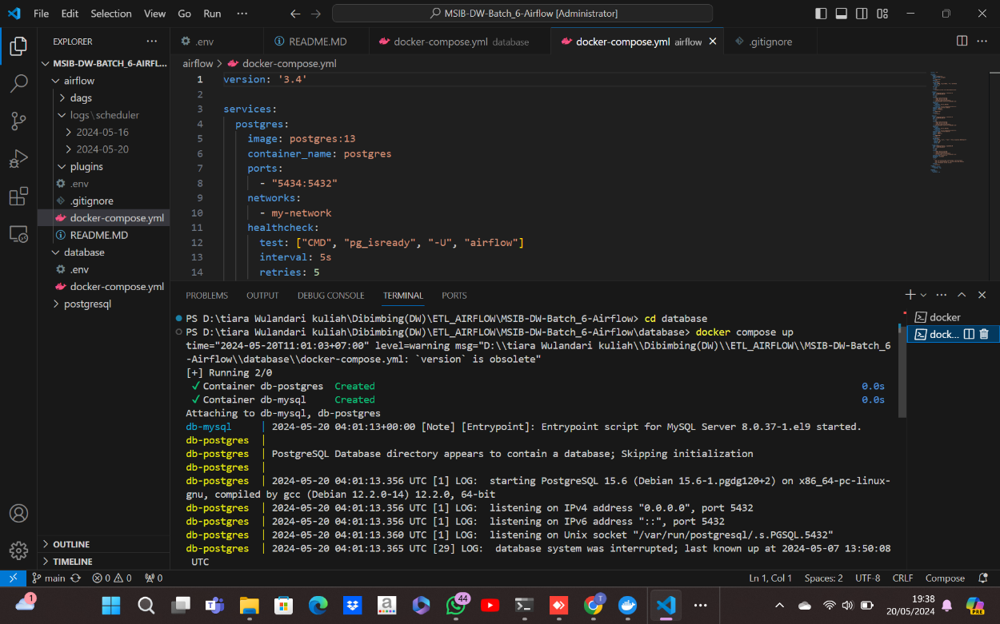 File Edit Selection View Go Run ··· MSIB-DW-Batch_6-Airflow [Administrator]
EXPLORER ···
.env
README.MD
docker-compose.yml database
docker-compose.yml airflow
.gitignore
MSIB-DW-BATCH_6-AIRFL...
airflow
dags
logs\scheduler
2024-05-16
2024-05-20
plugins
.env
.gitignore
docker-compose.yml
README.MD
database
.env
docker-compose.yml
postgresql
OUTLINE
TIMELINE
airflow > docker-compose.yml
1 version: '3.4'
2
3 services:
4 postgres:
5 image: postgres:13
6 container_name: postgres
7 ports:
8 - "5434:5432"
9 networks:
10 - my-network
11 healthcheck:
12 test: ["CMD", "pg_isready", "-U", "airflow"]
13 interval: 5s
14 retries: 5
PROBLEMS OUTPUT DEBUG CONSOLE TERMINAL PORTS
docker
dock...
PS D:\tiara Wulandari kuliah\Dibimbing(DW)\ETL_AIRFLOW\MSIB-DW-Batch_6-Airflow> cd database
PS D:\tiara Wulandari kuliah\Dibimbing(DW)\ETL_AIRFLOW\MSIB-DW-Batch_6-Airflow\database> docker compose up
time="2024-05-20T11:01:03+07:00" level=warning msg="D:\\tiara Wulandari kuliah\\Dibimbing(DW)\\ETL_AIRFLOW\\MSIB-DW-Batch_6
-Airflow\\database\\docker-compose.yml: `version` is obsolete"
[+] Running 2/0
✓ Container db-postgres Created 0.0s
✓ Container db-mysql Created 0.0s
Attaching to db-mysql, db-postgres
db-mysql | 2024-05-20 04:01:13+00:00 [Note] [Entrypoint]: Entrypoint script for MySQL Server 8.0.37-1.el9 started.
db-postgres |
db-postgres | PostgreSQL Database directory appears to contain a database; Skipping initialization
db-postgres |
db-postgres | 2024-05-20 04:01:13.356 UTC [1] LOG: starting PostgreSQL 15.6 (Debian 15.6-1.pgdg120+2) on x86_64-pc-linux-
gnu, compiled by gcc (Debian 12.2.0-14) 12.2.0, 64-bit
db-postgres | 2024-05-20 04:01:13.356 UTC [1] LOG: listening on IPv4 address "0.0.0.0", port 5432
db-postgres | 2024-05-20 04:01:13.356 UTC [1] LOG: listening on IPv6 address "::", port 5432
db-postgres | 2024-05-20 04:01:13.360 UTC [1] LOG: listening on Unix socket "/var/run/postgresql/.s.PGSQL.5432"
db-postgres | 2024-05-20 04:01:13.365 UTC [29] LOG: database system was interrupted; last known up at 2024-05-07 13:50:08
UTC
main 0 0 0 Ln 1, Col 1 Spaces: 2 UTF-8 CRLF Compose
1
44
T
PRE
19:38
20/05/2024